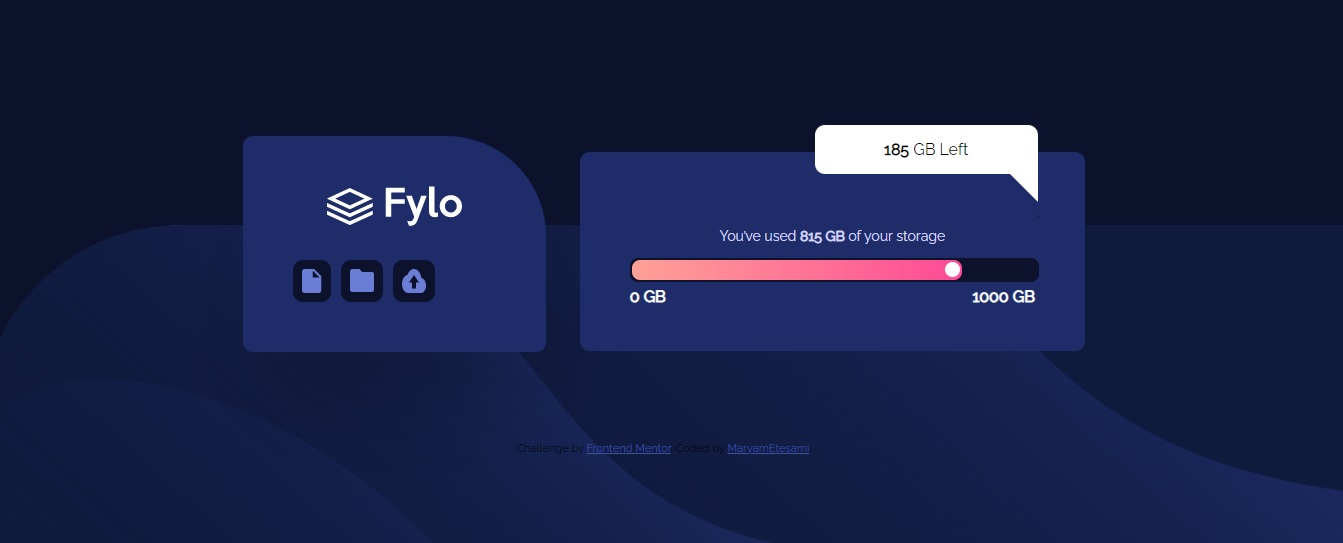 185 GB Left
Fylo
You've used 815 GB of your storage
0 GB
1000 GB
Challenge by Frontend Mentor. Coded by MaryamEtesami